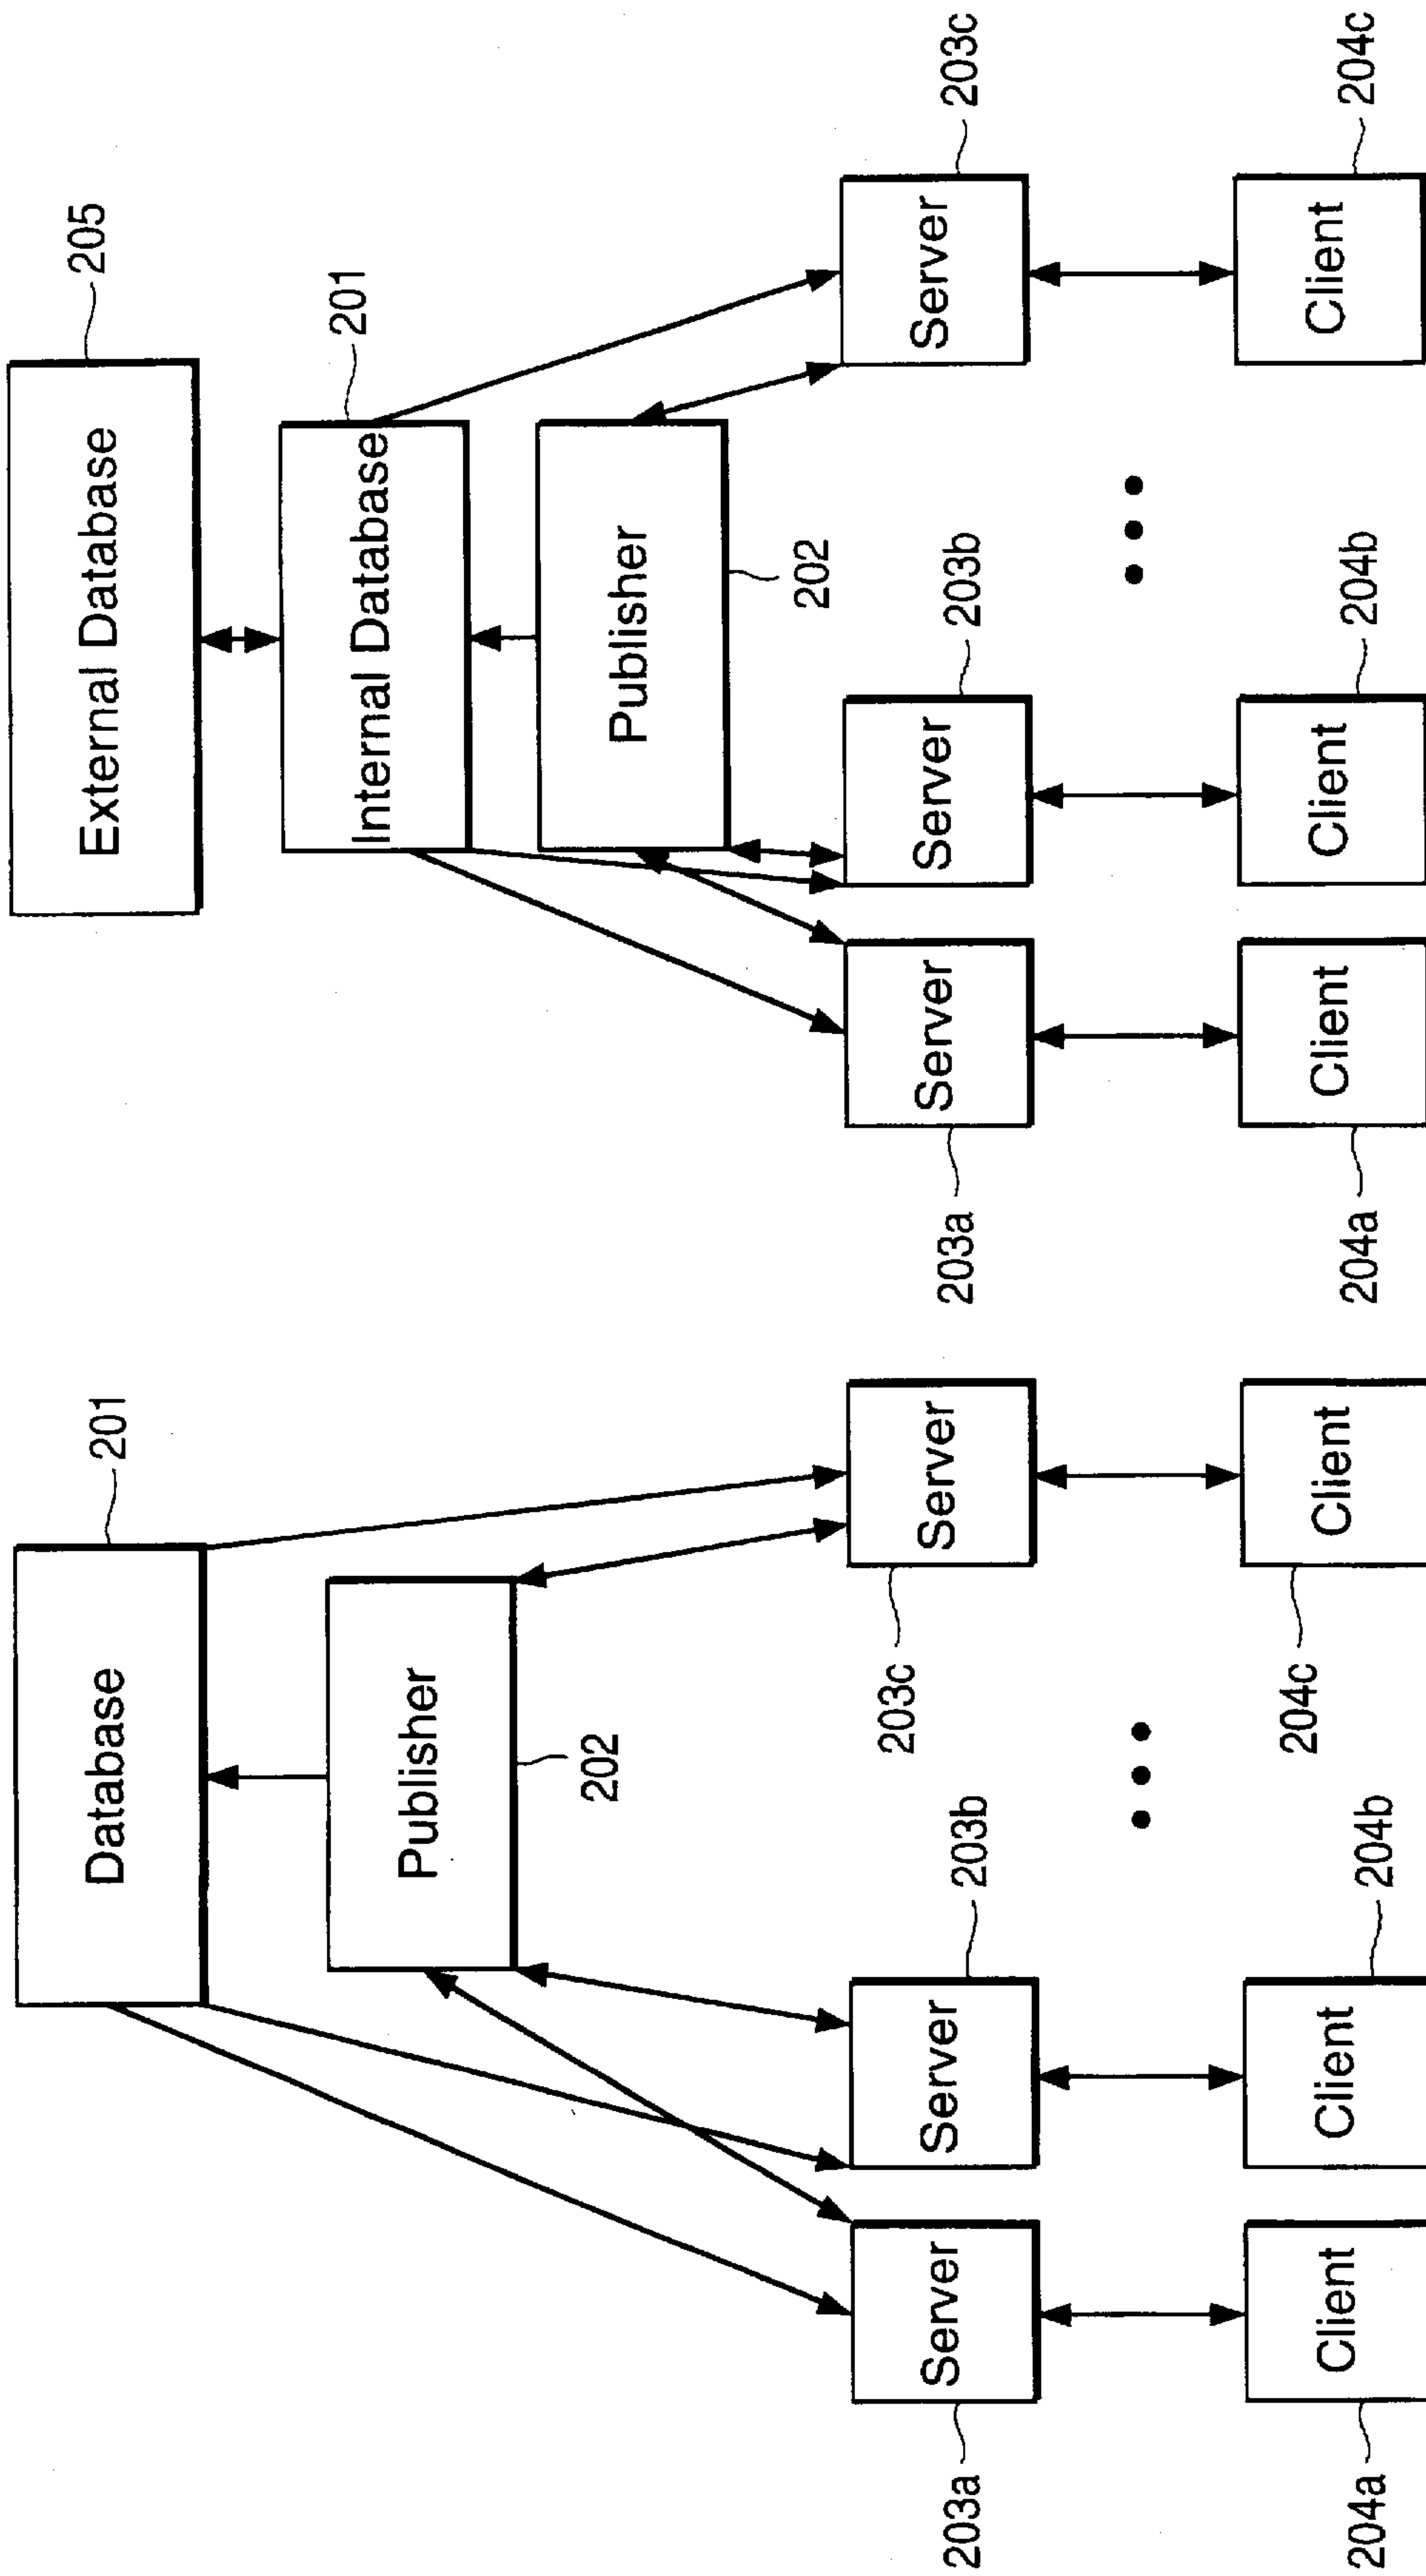 Database
201
Publisher
202
Server
203a
Server
203b
Server
203c
Client
204a
Client
204b
Client
204c
External Database
205
Internal Database
201
Publisher
202
Server
203a
Server
203b
Server
203c
Client
204a
Client
204b
Client
204c